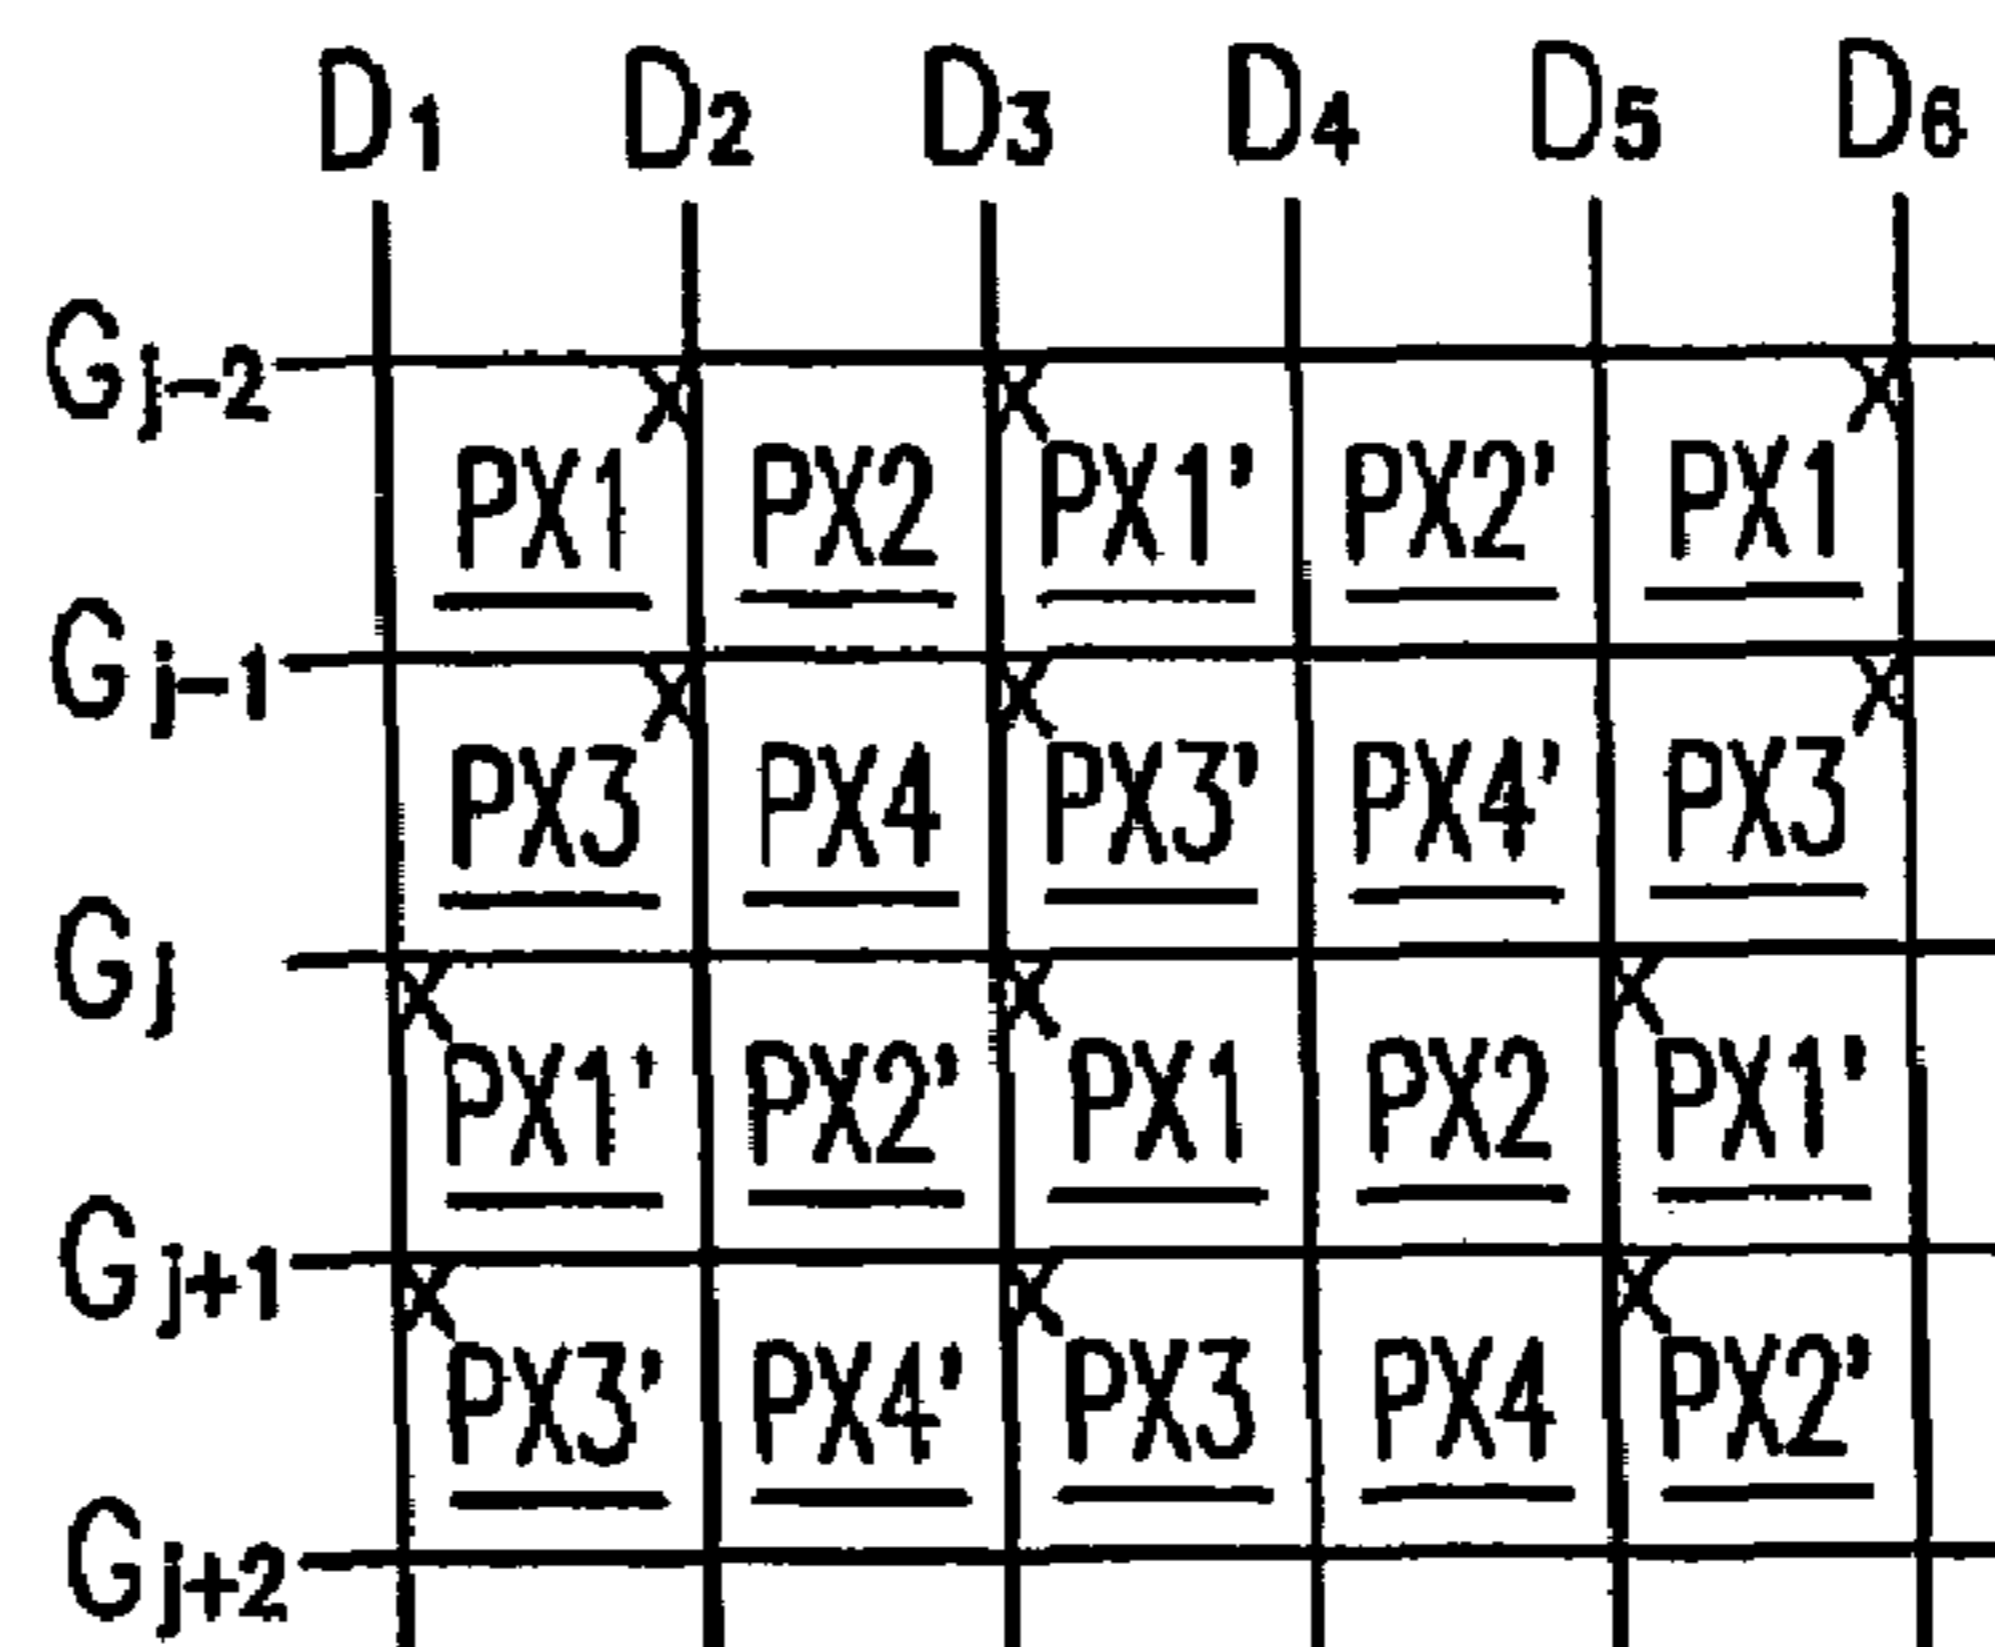 D1 D2 D3 D4 D5 D6
Gj-2
PX1 PX2 PX1' PX2' PX1
Gj-1
PX3 PX4 PX3' PX4' PX3
Gj
PX1' PX2' PX1 PX2 PX1'
Gj+1
PX3' PX4' PX3 PX4 PX2'
Gj+2